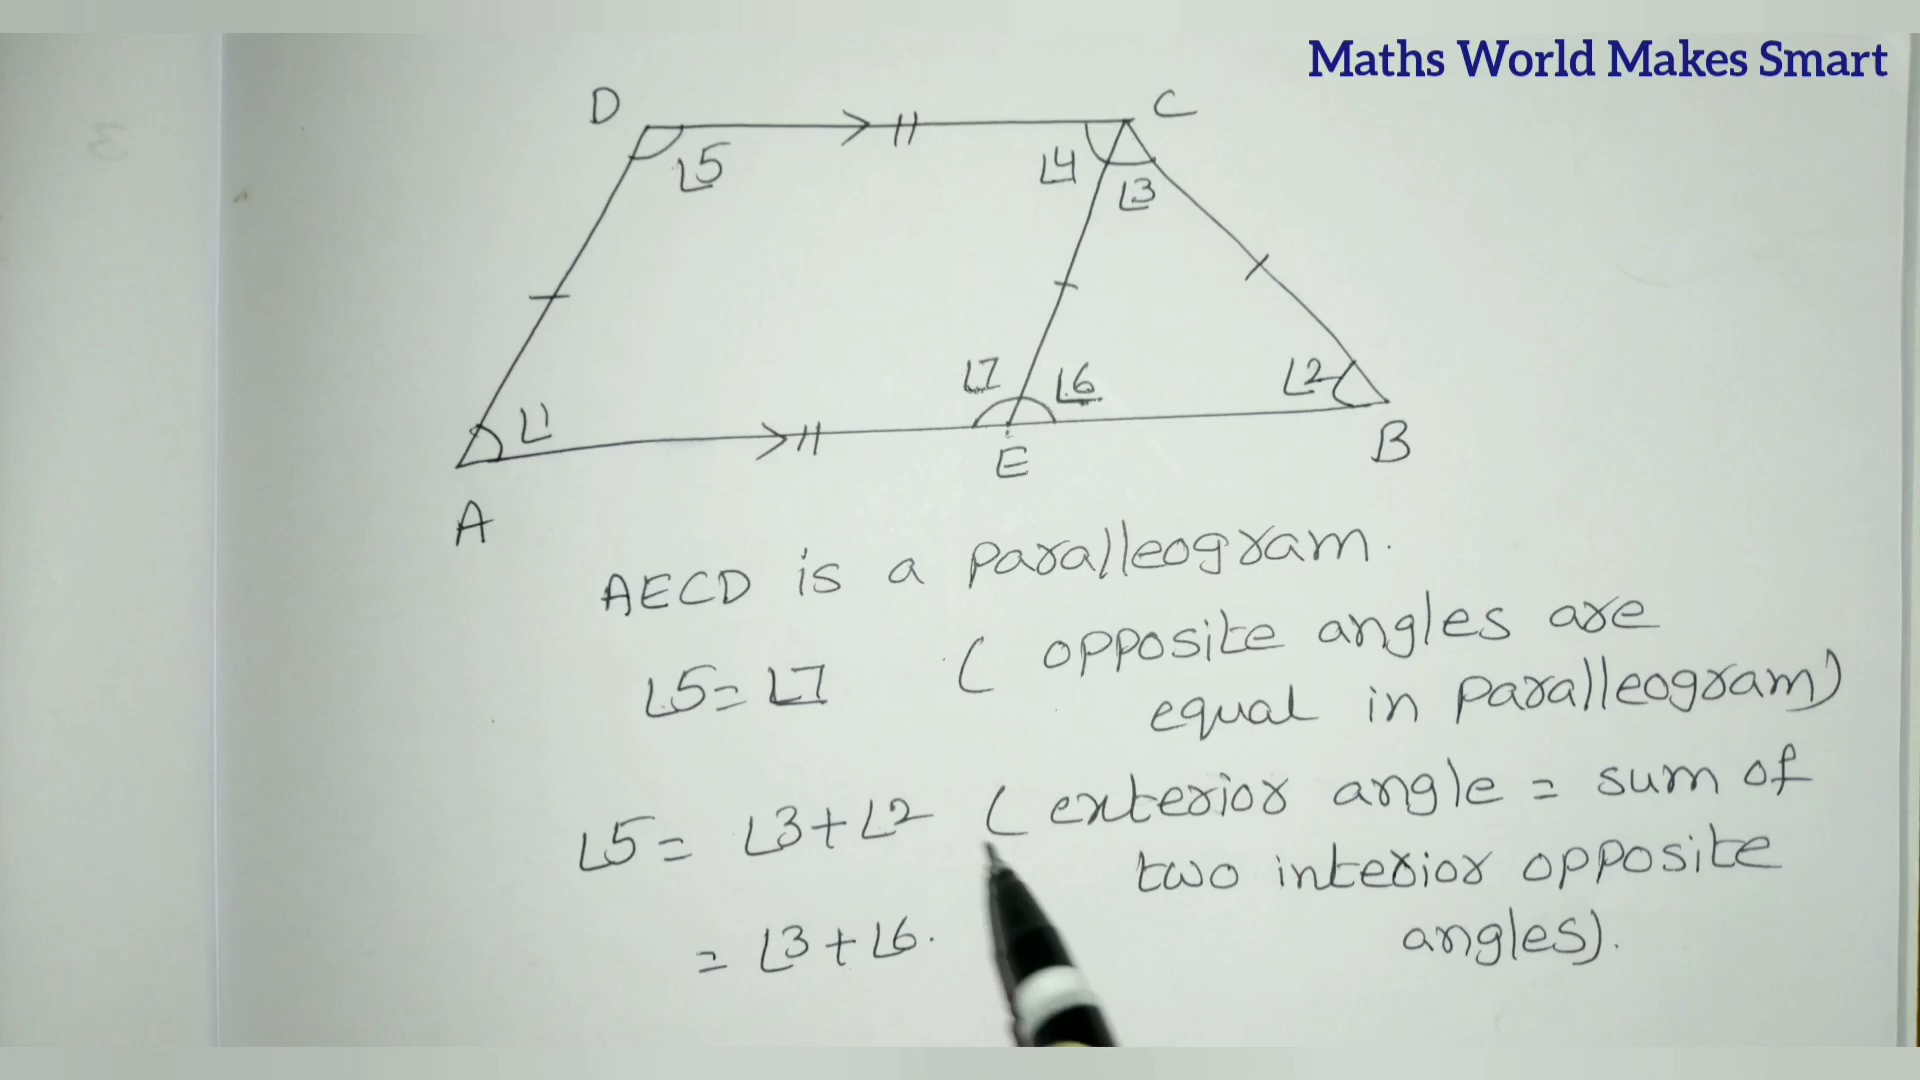 Maths World Makes Smart
D
C
∠5
∠4
∠3
∠7
∠6
∠2
∠1
E
B
A
AECD is a paralleogram.
∠5=∠7 (opposite angles are
equal in paralleogram)
∠5= ∠3+∠2 (exterior angle = sum of
two interior opposite
= ∠3+∠6.
angles).